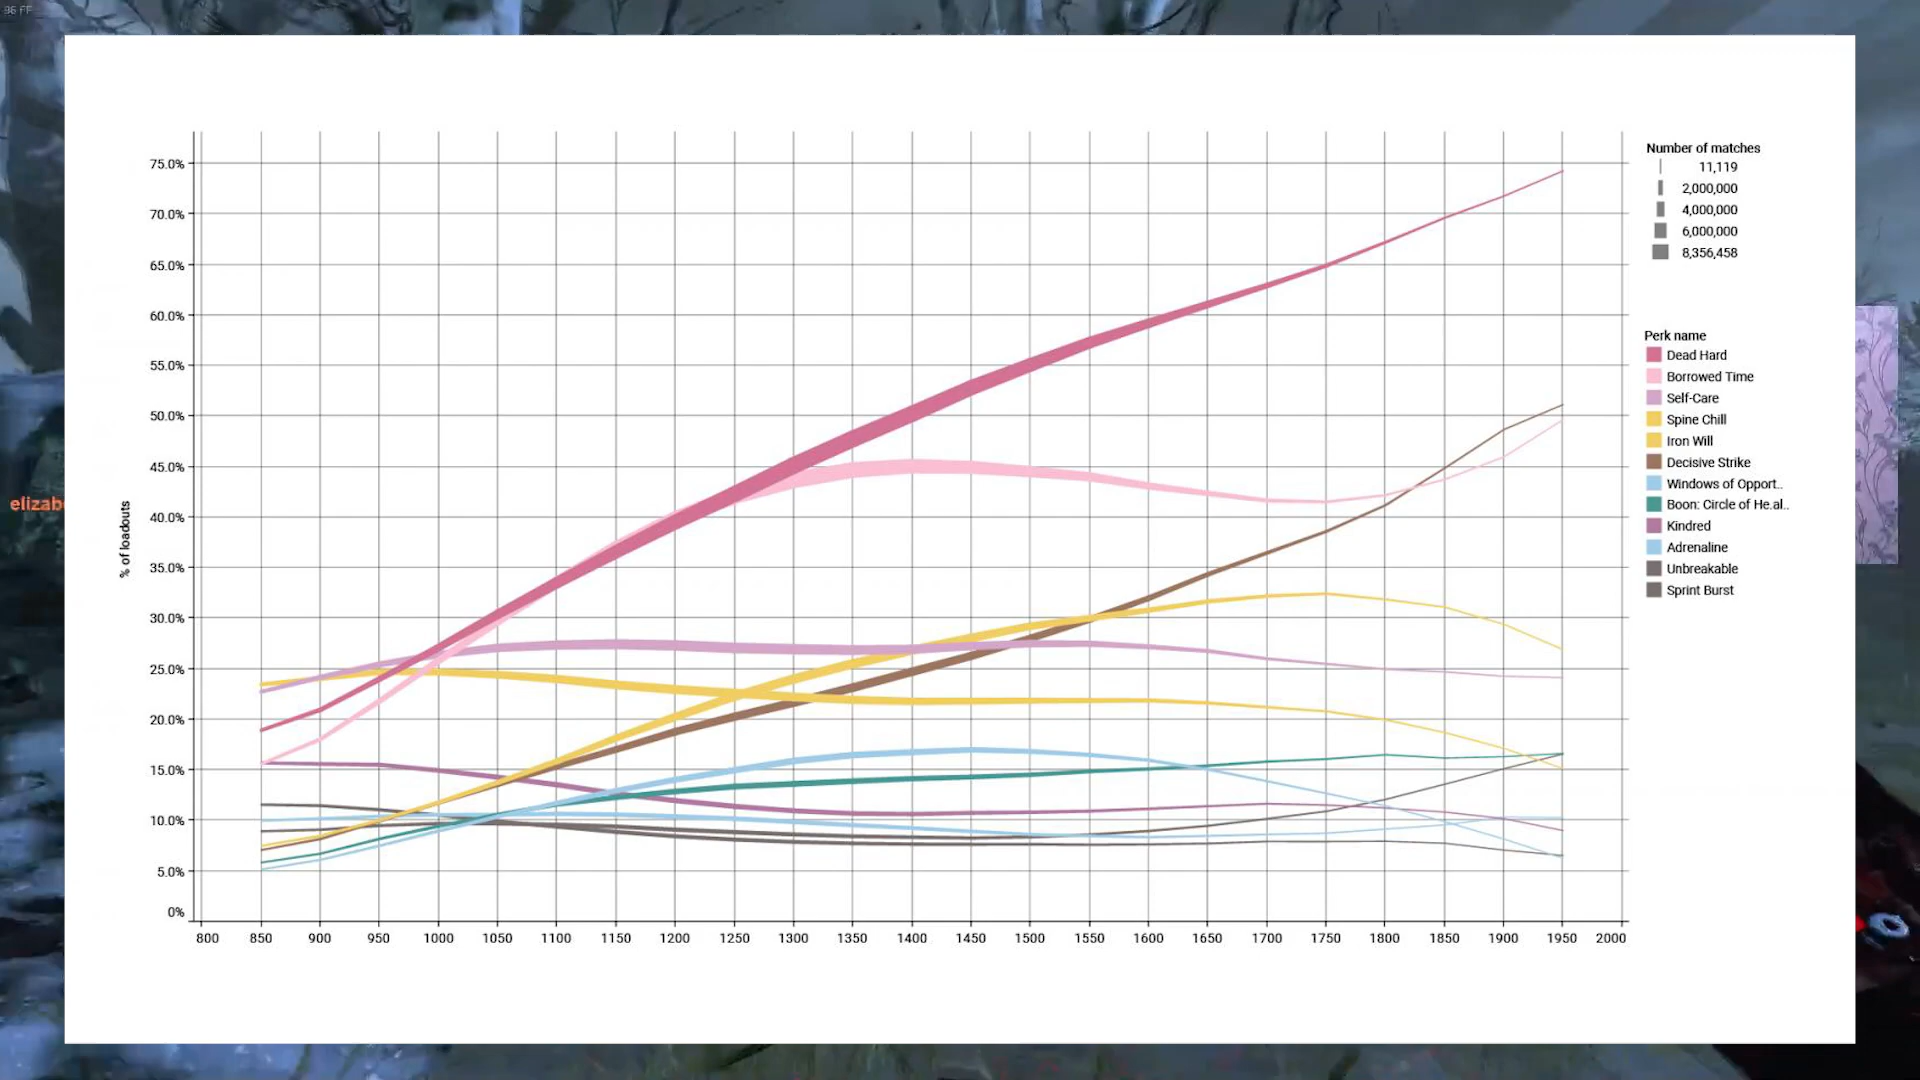 96 FF
Number of matches
11,119
2,000,000
4,000,000
6,000,000
8,356,458
Perk name
Dead Hard
Borrowed Time
Self-Care
Spine Chill
Iron Will
Decisive Strike
Windows of Opport..
Boon: Circle of He.al..
Kindred
Adrenaline
Unbreakable
Sprint Burst
% of loadouts
75.0%
70.0%
65.0%
60.0%
55.0%
50.0%
45.0%
40.0%
35.0%
30.0%
25.0%
20.0%
15.0%
10.0%
5.0%
0%
800 850 900 950 1000 1050 1100 1150 1200 1250 1300 1350 1400 1450 1500 1550 1600 1650 1700 1750 1800 1850 1900 1950 2000
elizab